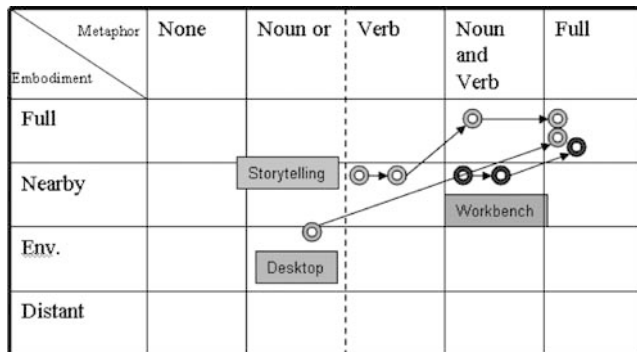 Metaphor
Embodiment
None
Noun or
Verb
Noun
and
Verb
Full
Full
Storytelling
Nearby
Workbench
Env.
Desktop
Distant